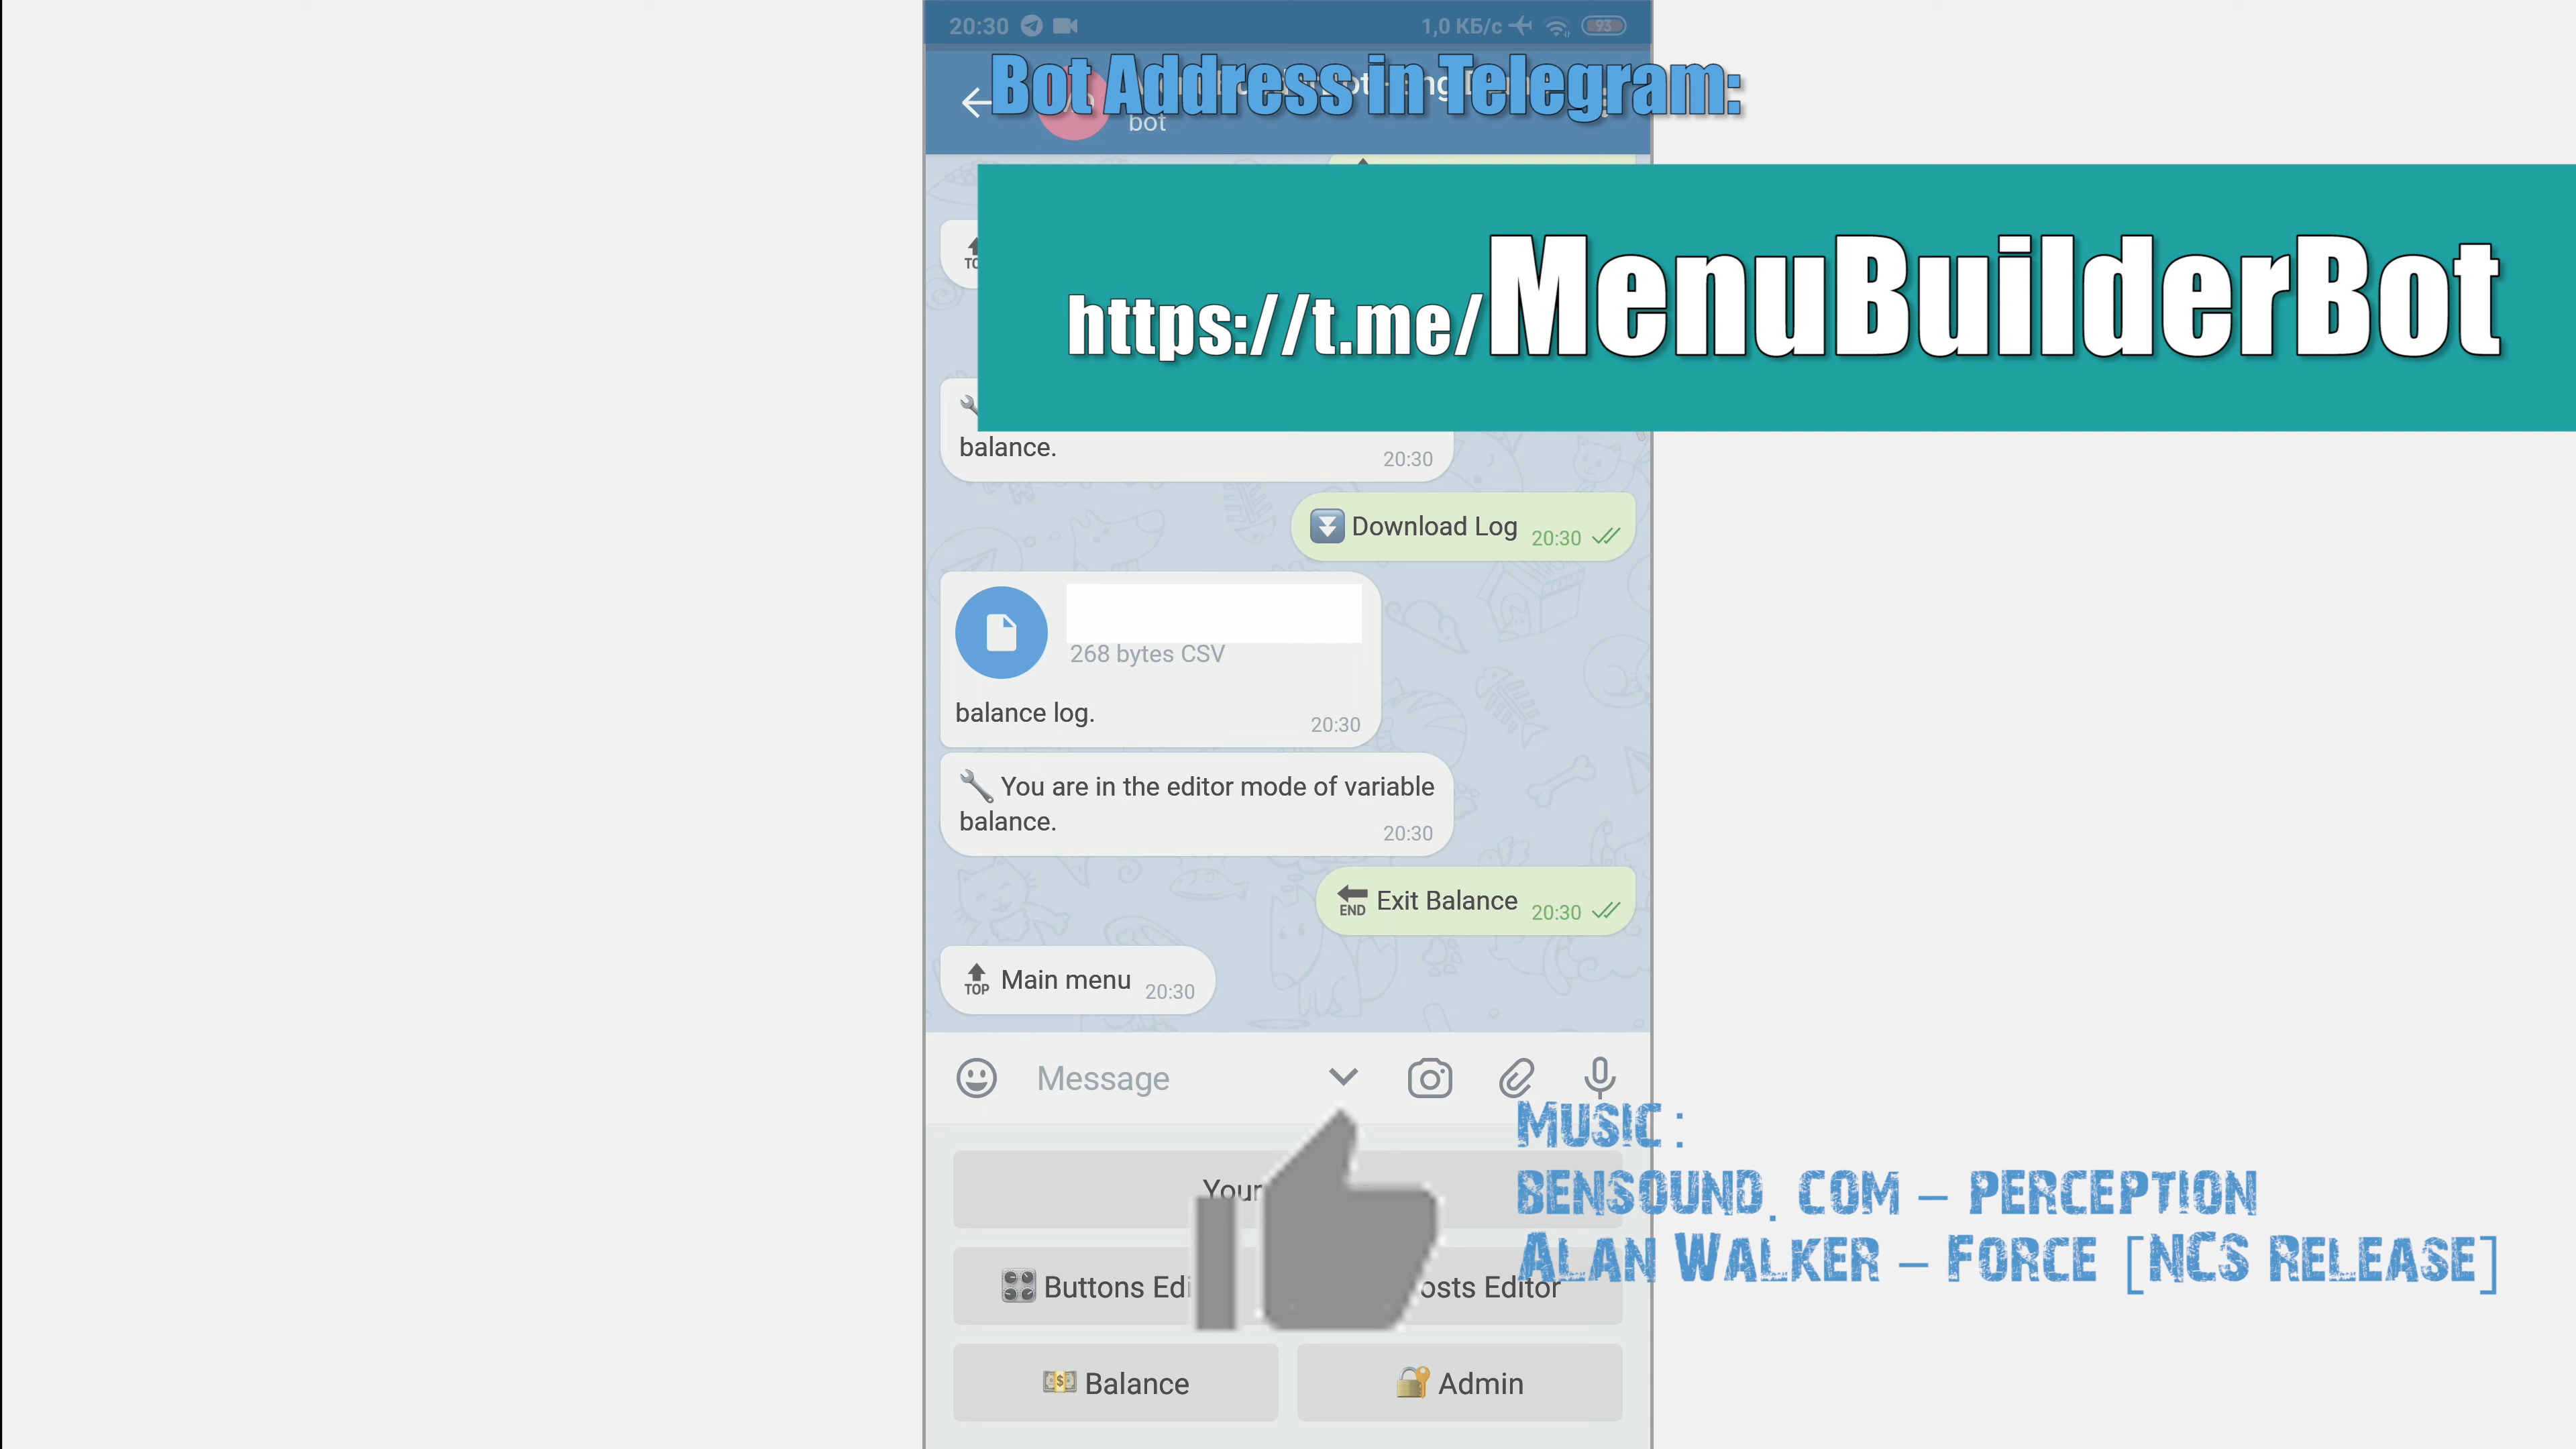 20:30
1,0 КБ/с
93
Bot Address in Telegram:
bot
https://t.me/MenuBuilderBot
balance.
20:30
Download Log 20:30
268 bytes CSV
balance log.
20:30
You are in the editor mode of variable
balance.
20:30
END Exit Balance 20:30
TOP Main menu 20:30
Message
Music:
Your
bensound.com – perception
Alan Walker – Force [NCS Release]
Buttons Edi
osts Editor
Balance
Admin